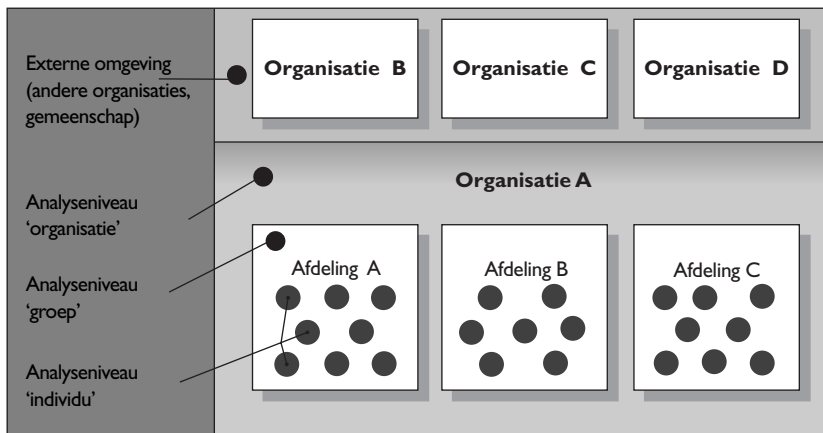 Externe omgeving
(andere organisaties,
gemeenschap)
Organisatie B
Organisatie C
Organisatie D
Organisatie A
Analyseniveau
‘organisatie’
Analyseniveau
‘groep’
Analyseniveau
‘individu’
Afdeling A
Afdeling B
Afdeling C